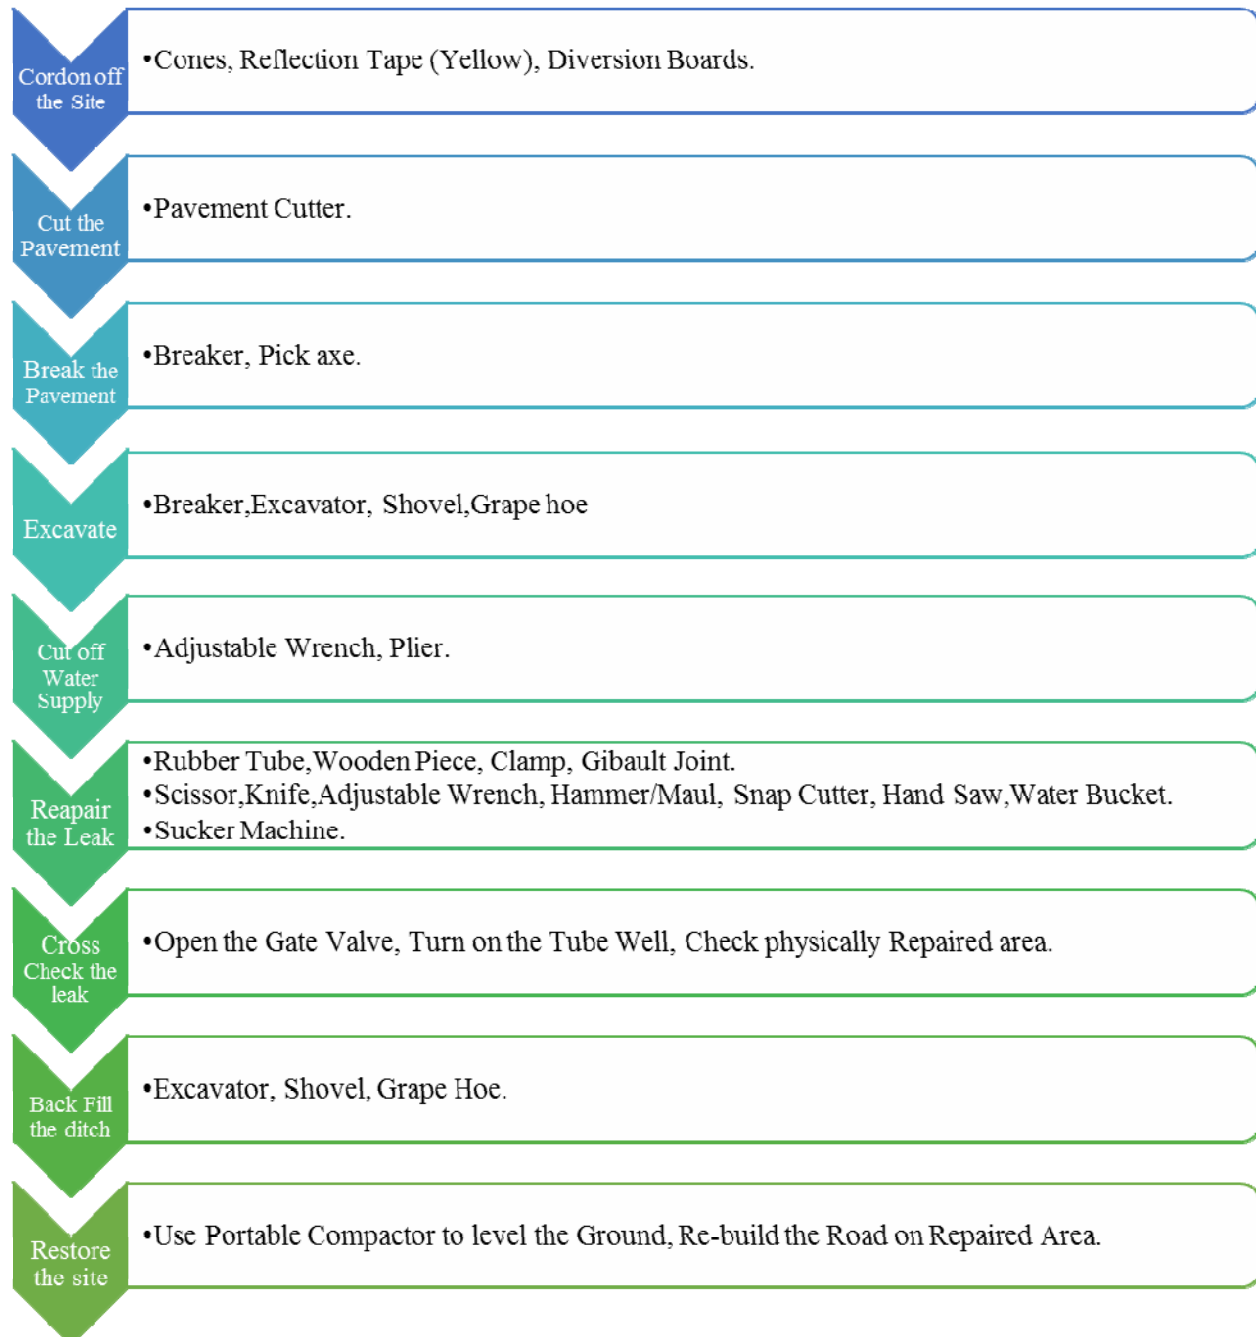 Cordon off
the Site
•Cones, Reflection Tape (Yellow), Diversion Boards.
Cut the
Pavement
•Pavement Cutter.
Break the
Pavement
•Breaker, Pick axe.
Excavate
•Breaker,Excavator, Shovel,Grape hoe
Cut off
Water
Supply
•Adjustable Wrench, Plier.
Reapair
the Leak
•Rubber Tube,Wooden Piece, Clamp, Gibault Joint.
•Scissor,Knife,Adjustable Wrench, Hammer/Maul, Snap Cutter, Hand Saw,Water Bucket.
•Sucker Machine.
Cross
Check the
leak
•Open the Gate Valve, Turn on the Tube Well, Check physically Repaired area.
Back Fill
the ditch
•Excavator, Shovel, Grape Hoe.
Restore
the site
•Use Portable Compactor to level the Ground, Re-build the Road on Repaired Area.